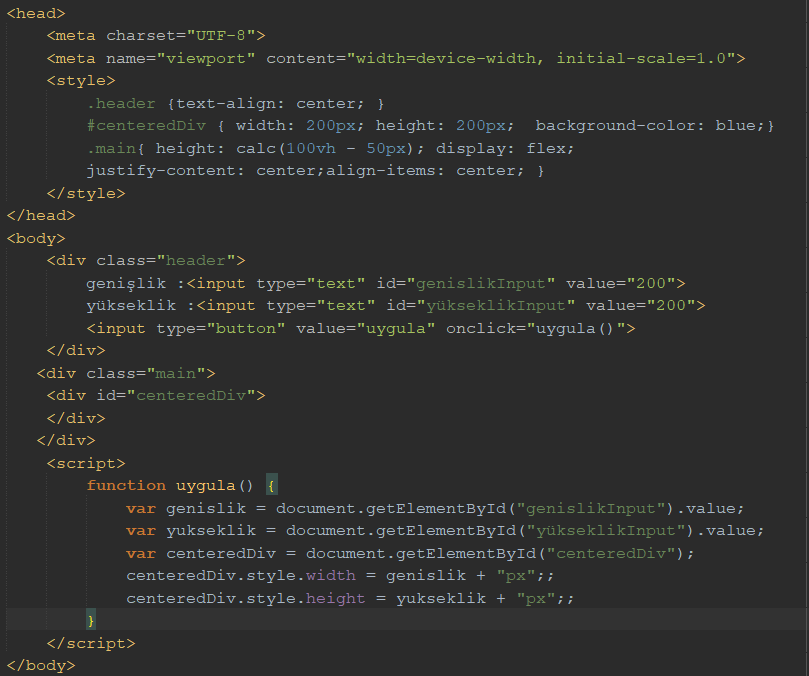 <head>
<meta charset="UTF-8">
<meta name="viewport" content="width=device-width, initial-scale=1.0">
<style>
.header {text-align: center; }
#centeredDiv { width: 200px; height: 200px;  background-color: blue;}
.main{ height: calc(100vh - 50px); display: flex;
justify-content: center;align-items: center; }
</style>
</head>
<body>
<div class="header">
genişlik :<input type="text" id="genislikInput" value="200">
yükseklik :<input type="text" id="yükseklikInput" value="200">
<input type="button" value="uygula" onclick="uygula()">
</div>
<div class="main">
<div id="centeredDiv">
</div>
</div>
<script>
function uygula() {
var genislik = document.getElementById("genislikInput").value;
var yukseklik = document.getElementById("yükseklikInput").value;
var centeredDiv = document.getElementById("centeredDiv");
centeredDiv.style.width = genislik + "px";;
centeredDiv.style.height = yukseklik + "px";;
}
</script>
</body>